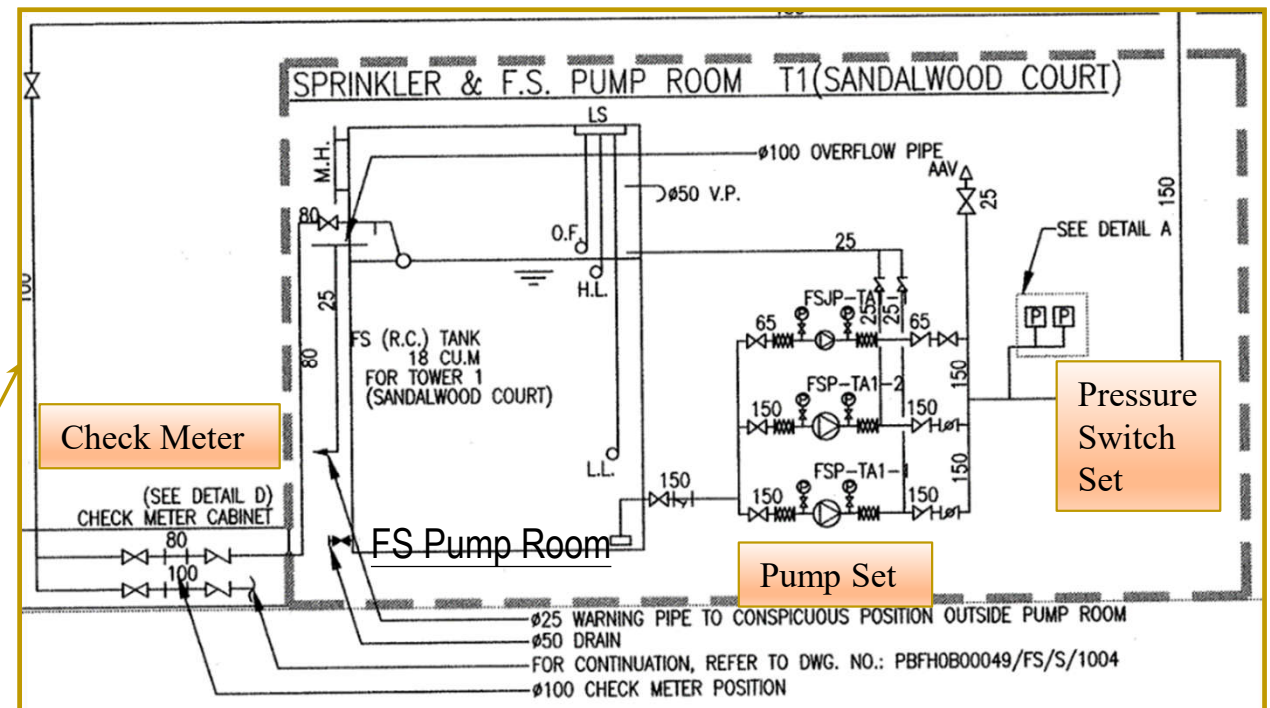 SPRINKLER & F.S. PUMP ROOM T1(SANDALWOOD COURT)
LS
M.H.
ø100 OVERFLOW PIPE
AAV
ø50 V.P.
25
150
80
O.F.
25
SEE DETAIL A
H.L.
100
25
FSJP-TA1-1
25
25
P
P
65
65
P
P
FS (R.C.) TANK
18 CU.M
FOR TOWER 1
(SANDALWOOD COURT)
80
150
FSP-TA1-2
P
P
150
150
Pressure
Switch
Set
Check Meter
L.L.
150
FSP-TA1-1
P
P
150
150
150
(SEE DETAIL D)
CHECK METER CABINET
80
FS Pump Room
100
Pump Set
ø25 WARNING PIPE TO CONSPICUOUS POSITION OUTSIDE PUMP ROOM
ø50 DRAIN
FOR CONTINUATION, REFER TO DWG. NO.: PBFH0B00049/FS/S/1004
ø100 CHECK METER POSITION